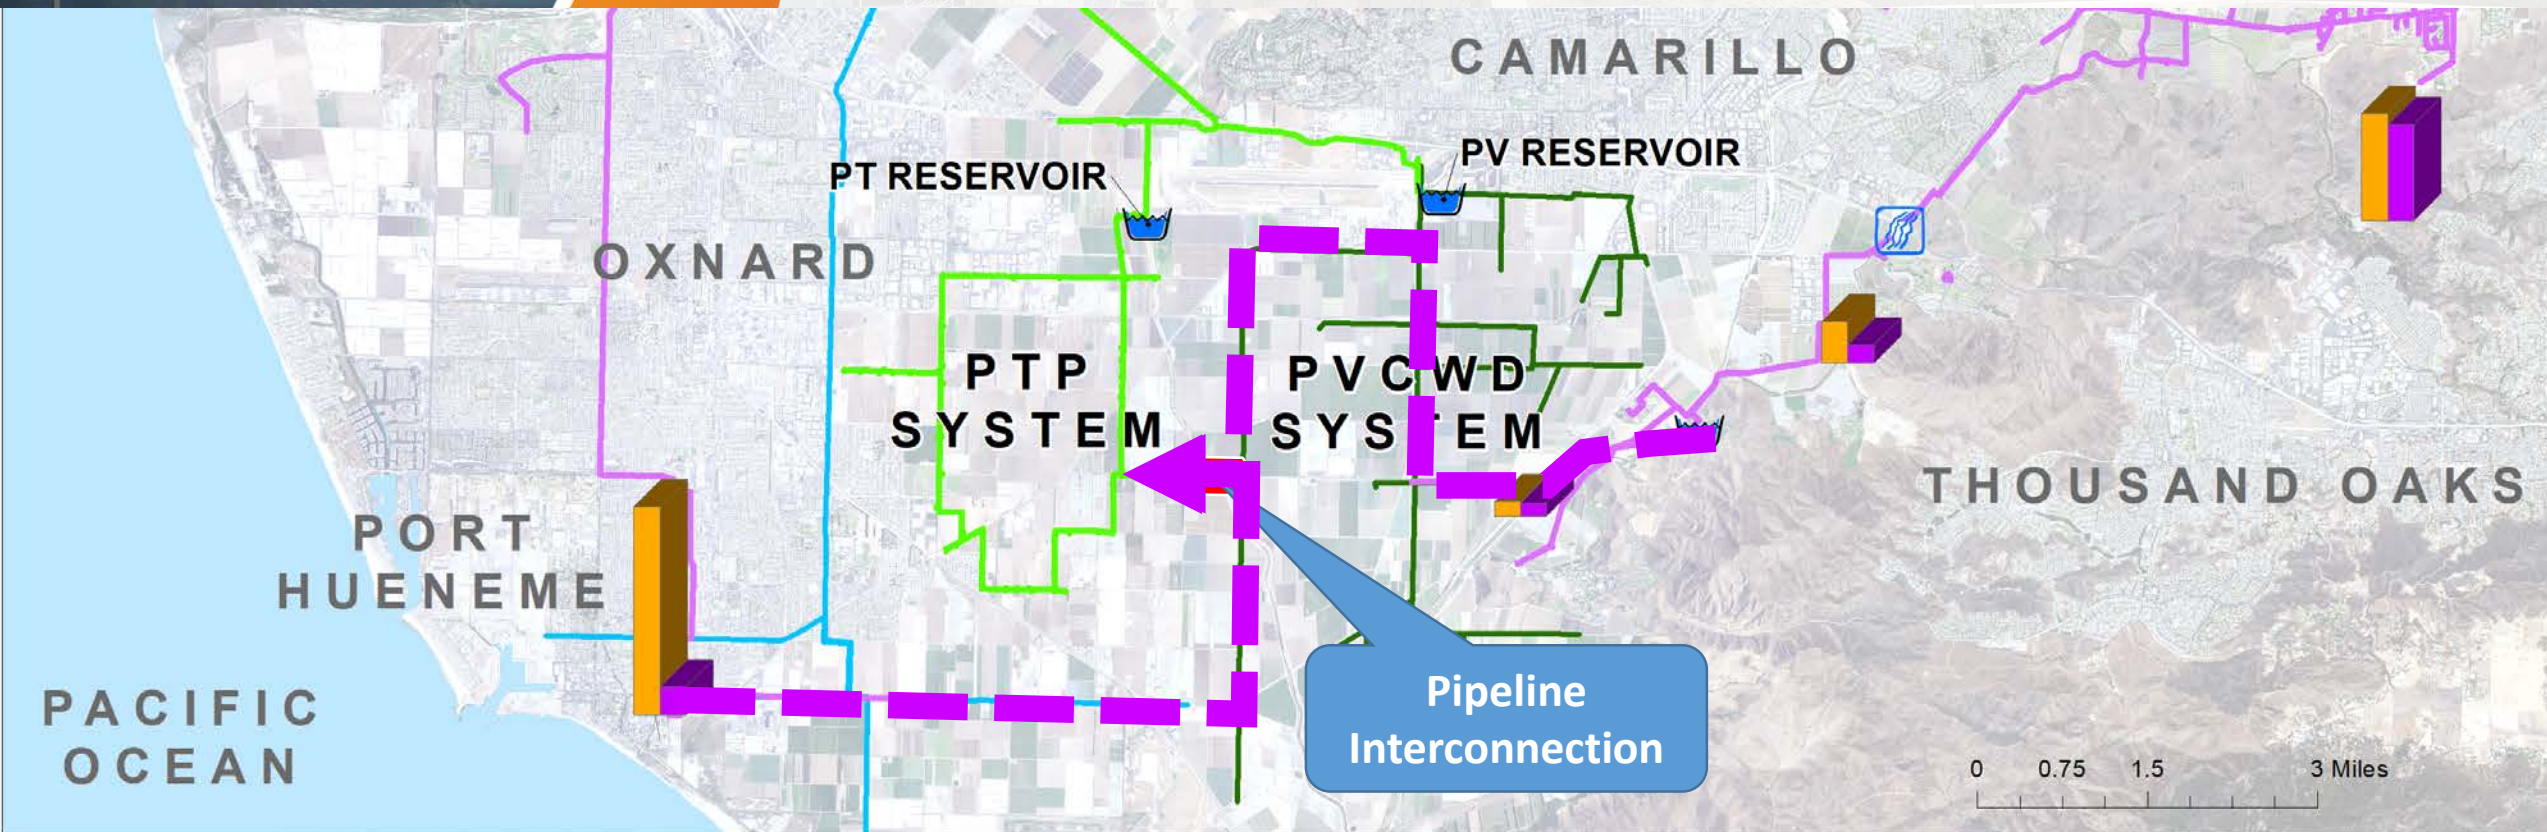 CAMARILLO
PT RESERVOIR
PV RESERVOIR
OXNARD
PTP
SYSTEM
PVCWD
SYSTEM
THOUSAND OAKS
PORT
HUENEME
PACIFIC
OCEAN
Pipeline
Interconnection
0 0.75 1.5 3 Miles